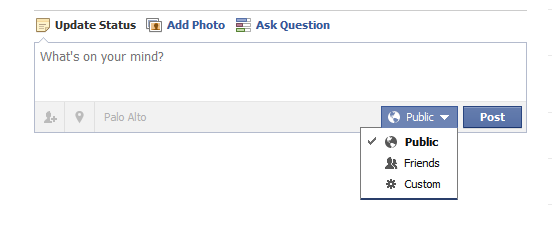 Update Status Add Photo Ask Question
What's on your mind?
Palo Alto Public Post
Public
Friends
Custom